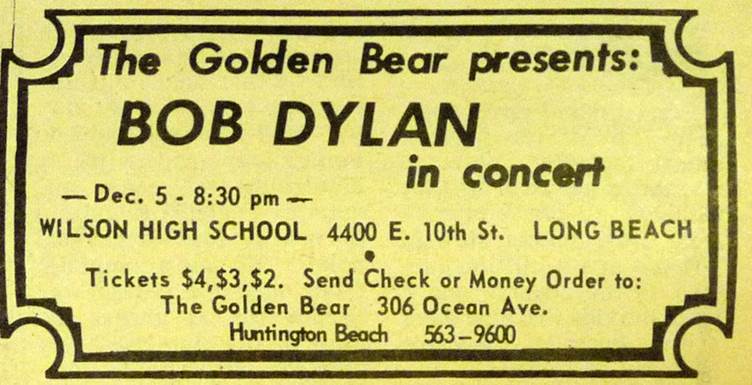 The Golden Bear presents:
BOB DYLAN
in concert
— Dec. 5 - 8:30 pm —
WILSON HIGH SCHOOL 4400 E. 10th St. LONG BEACH
•
Tickets $4,$3,$2. Send Check or Money Order to:
The Golden Bear 306 Ocean Ave.
Huntington Beach 563-9600